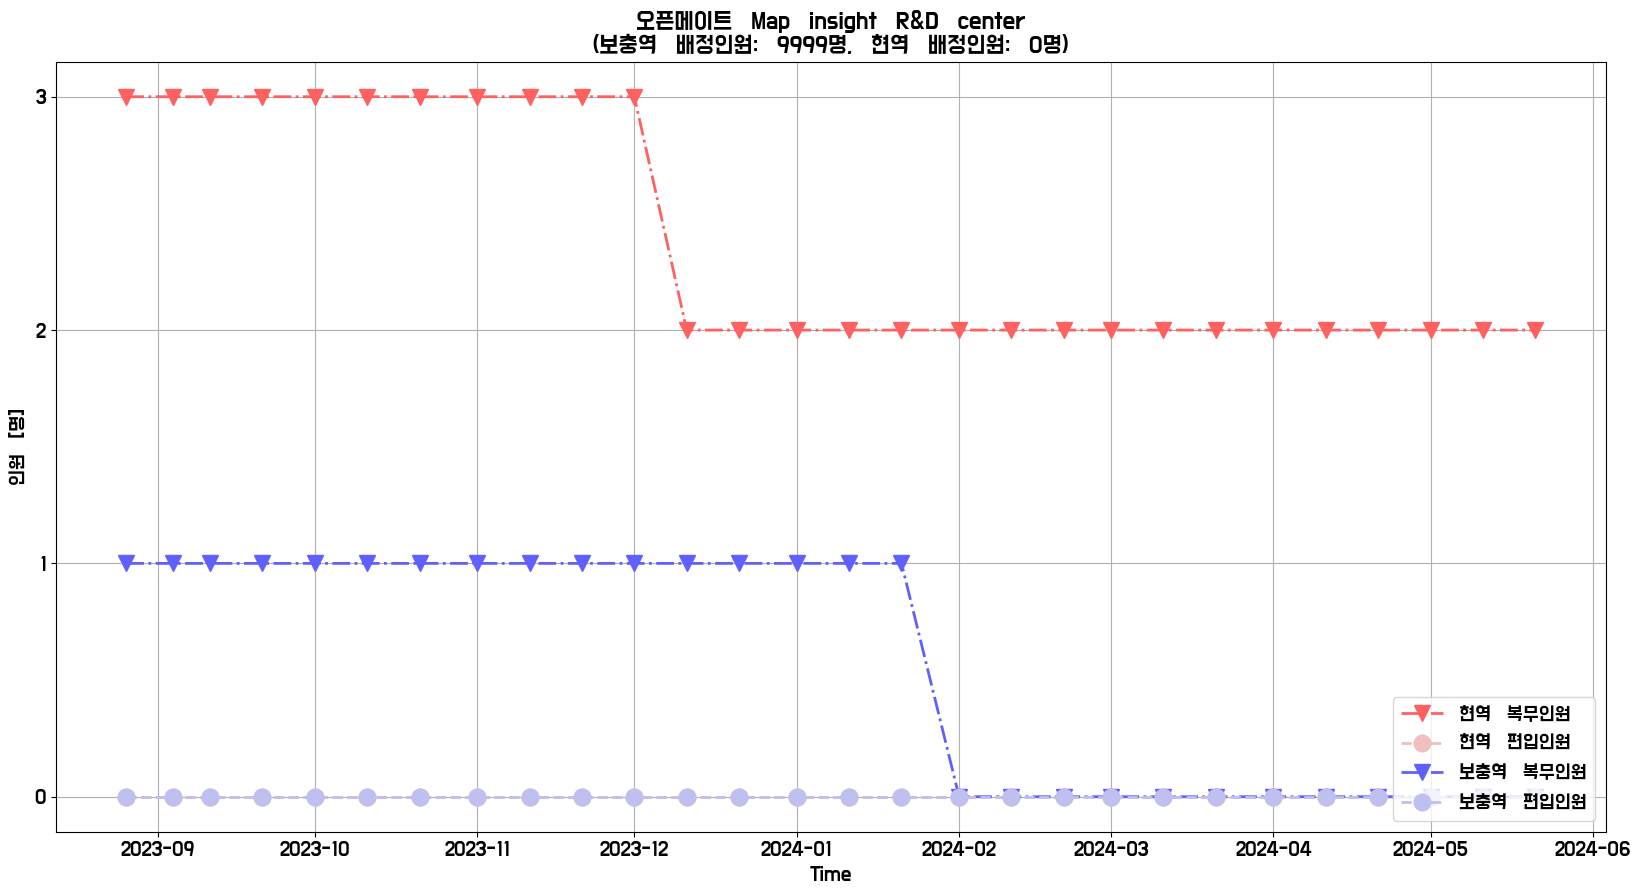 오픈메이트 Map insight R&D center
(보충역 배정인원: 9999명, 현역 배정인원: 0명)
3
2
1
0
인원 [명]
현역 복무인원
현역 편입인원
보충역 복무인원
보충역 편입인원
2023-09 2023-10 2023-11 2023-12 2024-01 2024-02 2024-03 2024-04 2024-05 2024-06
Time